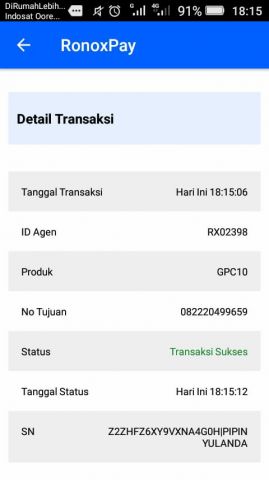 DiRumahLebih...
Indosat Oore...
91% 18:15
RonoxPay
Detail Transaksi
Tanggal Transaksi Hari Ini 18:15:06
ID Agen RX02398
Produk GPC10
No Tujuan 082220499659
Status Transaksi Sukses
Tanggal Status Hari Ini 18:15:12
SN Z2ZHFZ6XY9VXNA4G0H|PIPIN
YULANDA